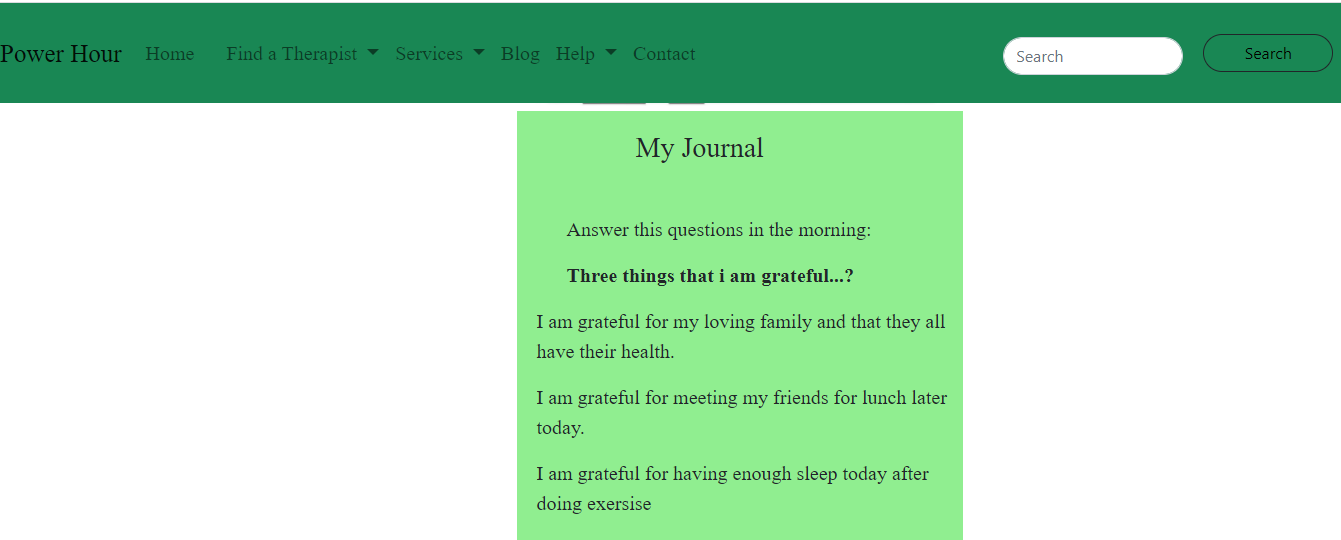 Power Hour Home Find a Therapist Services Blog Help Contact Search Search
My Journal
Answer this questions in the morning:
Three things that i am grateful...?
I am grateful for my loving family and that they all
have their health.
I am grateful for meeting my friends for lunch later
today.
I am grateful for having enough sleep today after
doing exersise